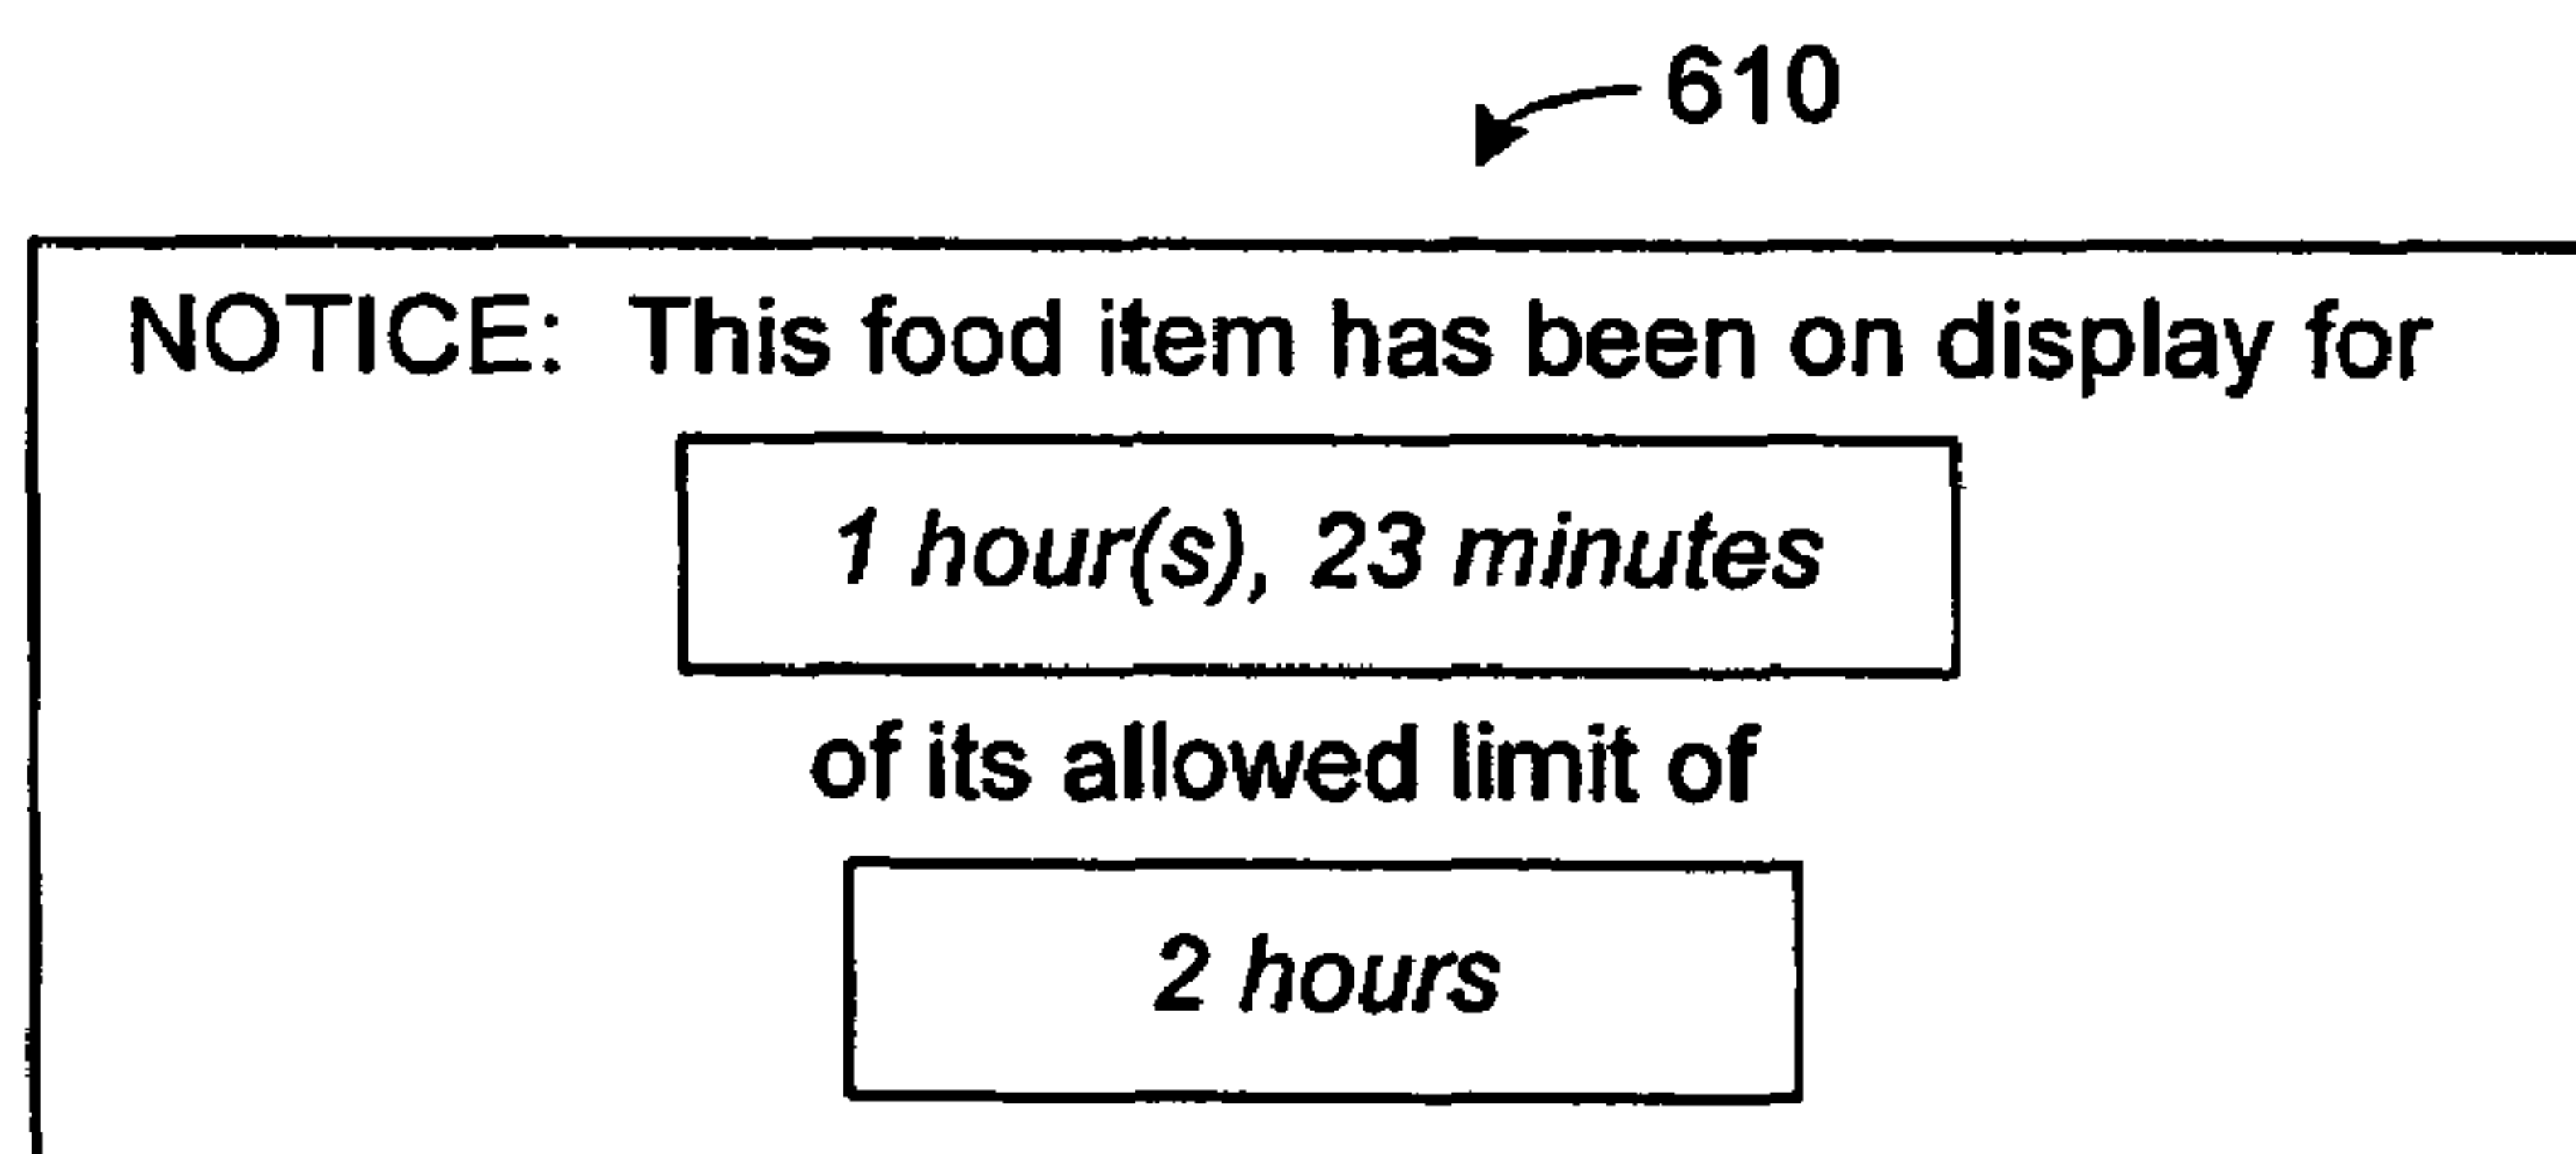 610
NOTICE: This food item has been on display for
1 hour(s), 23 minutes
of its allowed limit of
2 hours